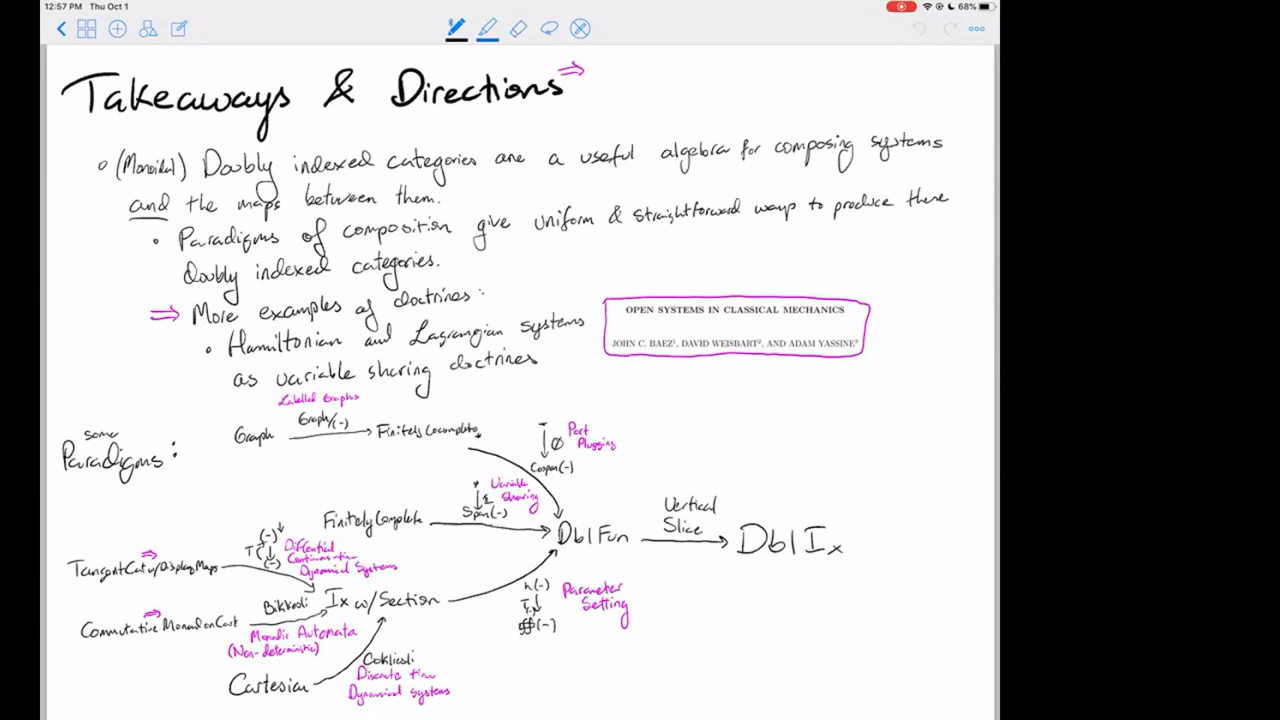 12:57 PM Thu Oct 1
68%
Takeaways & Directions ⇒
(Monoidal) Doubly indexed categories are a useful algebra for composing systems
and the maps between them.
Paradigms of composition give uniform & straightforward ways to produce these
doubly indexed categories.
⇒ More examples of doctrines:
Hamiltonian and Lagrangian systems
as variable sharing doctrines
OPEN SYSTEMS IN CLASSICAL MECHANICS
JOHN C. BAEZ¹, DAVID WEISBART², AND ADAM YASSINE³
Labelled Graphs
Graph/(-)
Graph → Finitely Cocomplete
some
Paradigms:
Port
Plugging
Cospan(-)
Variable
Sharing
Span(-)
Finitely Complete
Vertical
Slice
Dbl Fun → Dbl Ix
Differential
Continuous time
Dynamical Systems
Tangent Cat w/ Display Maps
BiKleisli
Ix w/ Section
Parameter
Setting
Commutative Monad on Cart
Monadic Automata
(Non-deterministic)
CoKleisli
Discrete time
Dynamical systems
Cartesian